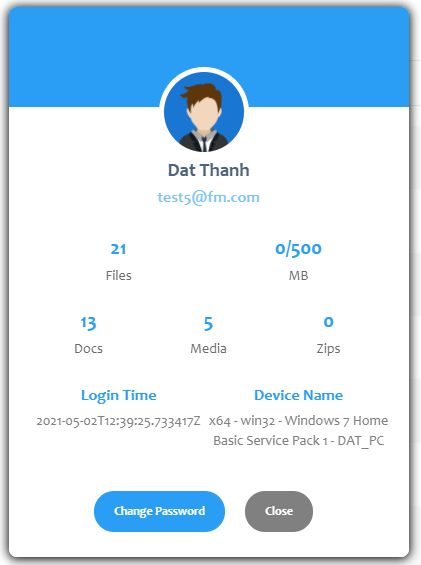 Dat Thanh
test5@fm.com
21 0/500
Files MB
13 5 0
Docs Media Zips
Login Time Device Name
2021-05-02T12:39:25.733417Z x64 - win32 - Windows 7 Home
Basic Service Pack 1 - DAT_PC
Change Password Close